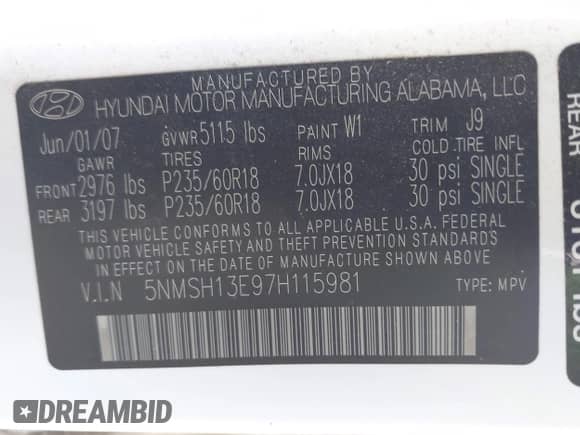 MANUFACTURED BY
HYUNDAI MOTOR MANUFACTURING ALABAMA, LLC
Jun/01/07 GVWR 5115 lbs PAINT W1 TRIM J9
GAWR TIRES RIMS COLD TIRE INFL
FRONT 2976 lbs P235/60R18 7.0JX18 30 psi SINGLE
REAR 3197 lbs P235/60R18 7.0JX18 30 psi SINGLE
THIS VEHICLE CONFORMS TO ALL APPLICABLE U.S.A. FEDERAL
MOTOR VEHICLE SAFETY AND THEFT PREVENTION STANDARDS
IN EFFECT ON THE DATE OF MANUFACTURE SHOWN ABOVE
V.I.N 5NMSH13E97H115981 TYPE: MPV
REAR
DREAMBID